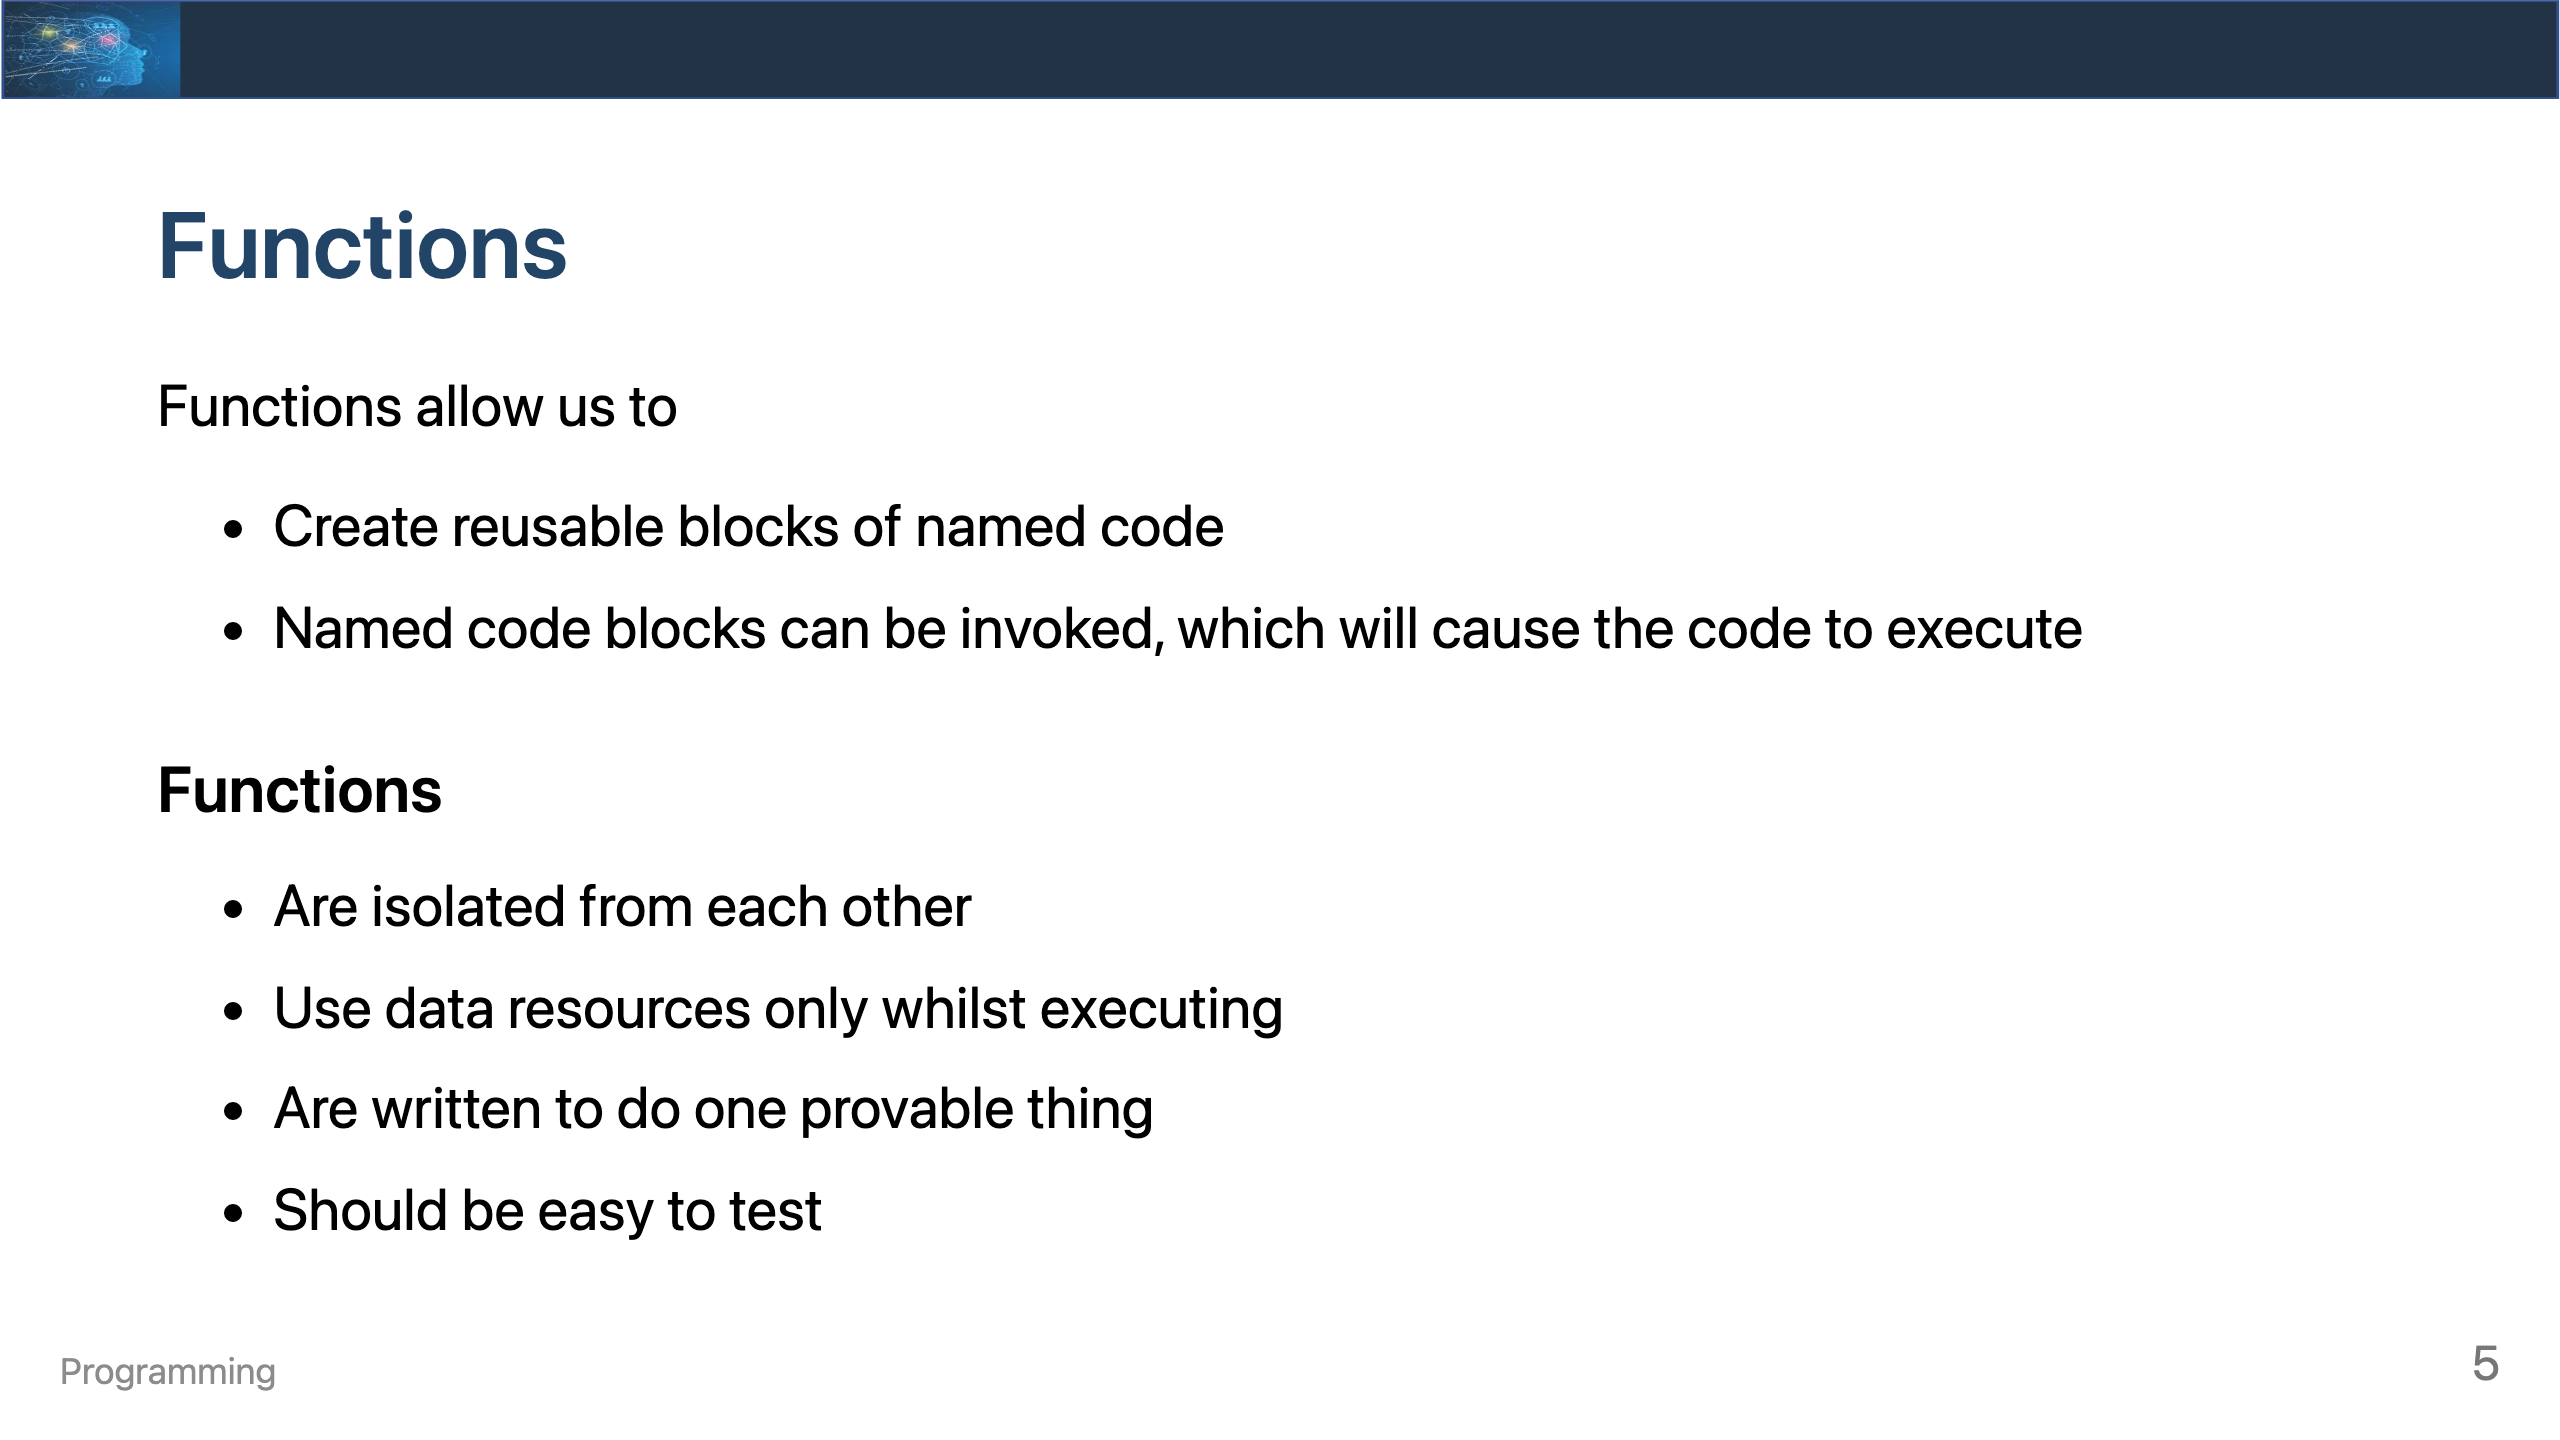 Functions
Functions allow us to
• Create reusable blocks of named code
• Named code blocks can be invoked, which will cause the code to execute
Functions
• Are isolated from each other
• Use data resources only whilst executing
• Are written to do one provable thing
• Should be easy to test
Programming
5